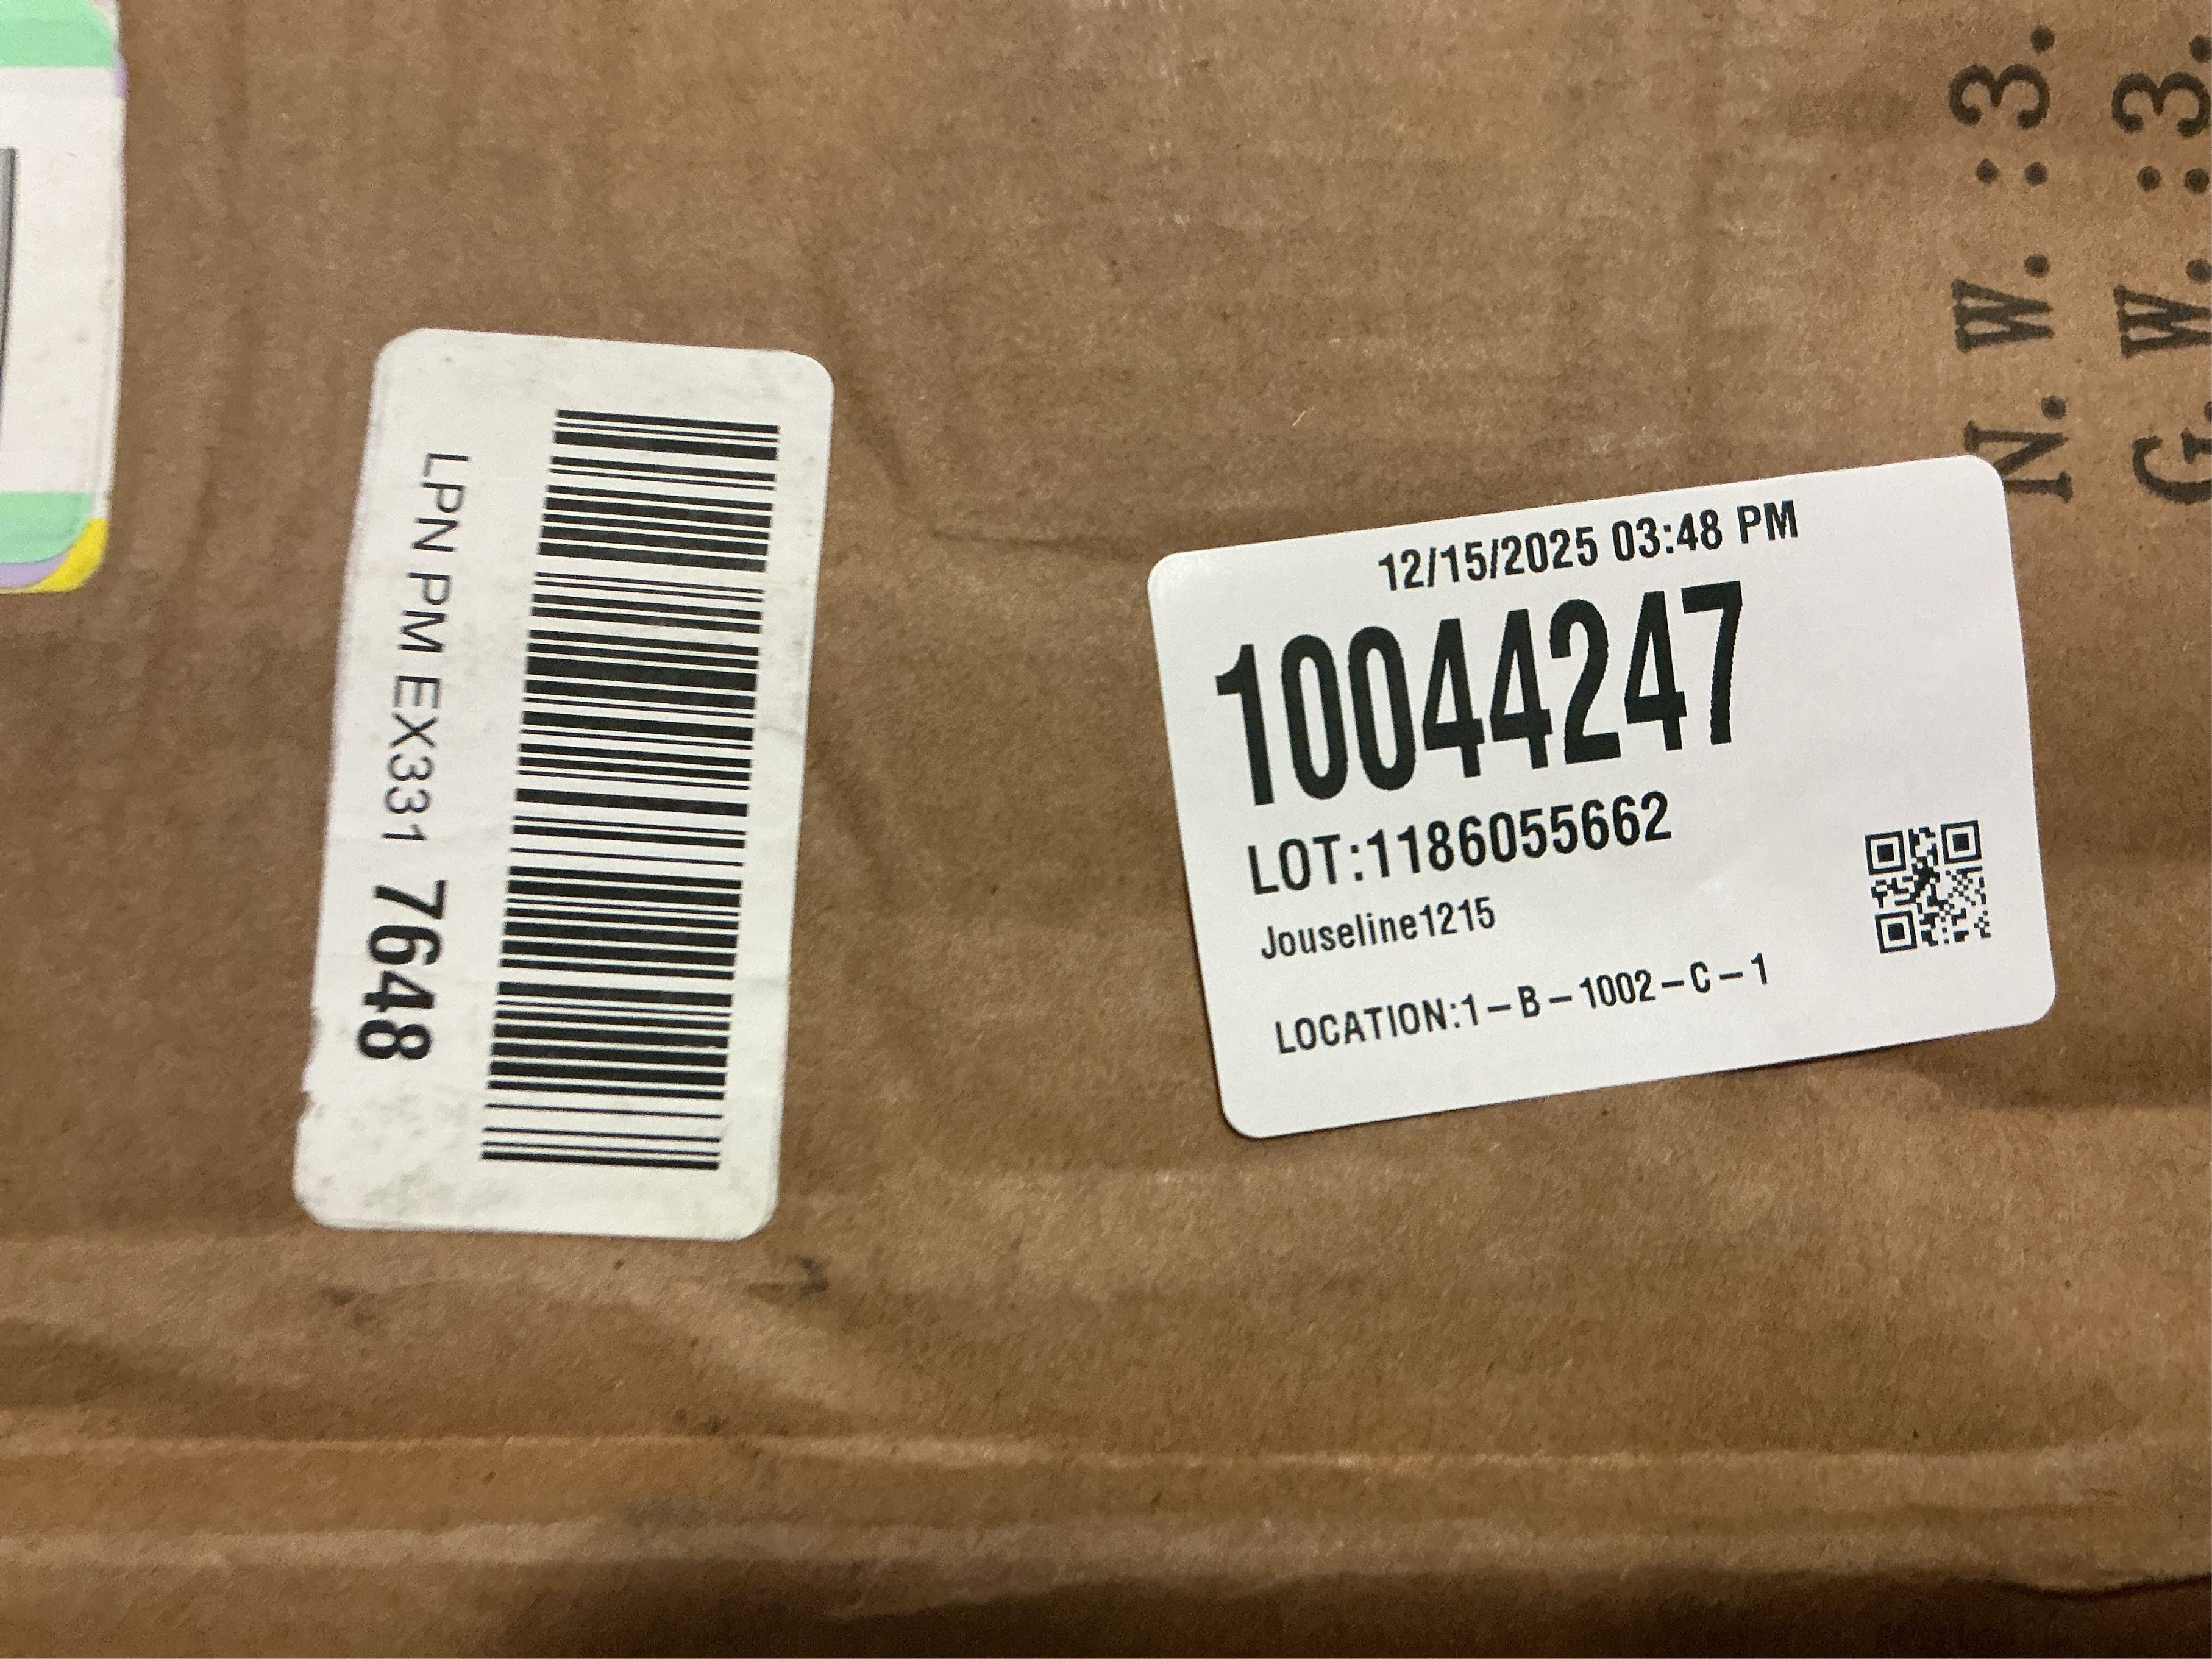 LPN PM EX331 7648
12/15/2025 03:48 PM
10044247
LOT:1186055662
Jouseline1215
LOCATION:1-B-1002-C-1
N. W. :3.
G. W. :3.